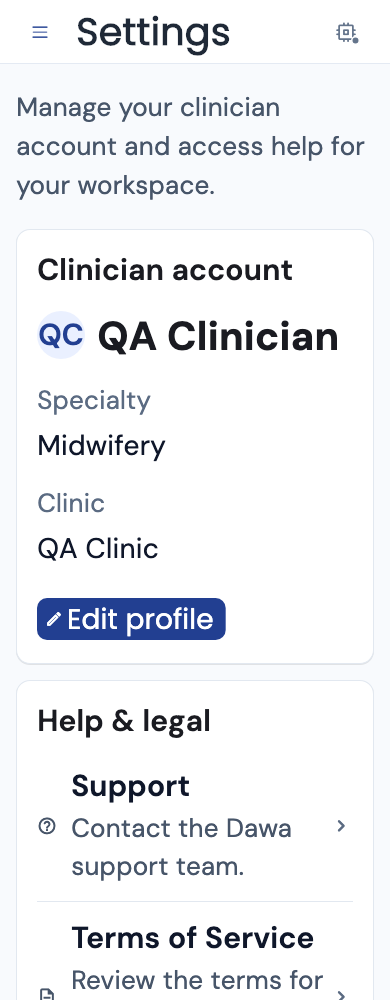 Settings
Manage your clinician
account and access help for
your workspace.
Clinician account
QC QA Clinician
Specialty
Midwifery
Clinic
QA Clinic
Edit profile
Help & legal
Support
Contact the Dawa
support team.
Terms of Service
Review the terms for